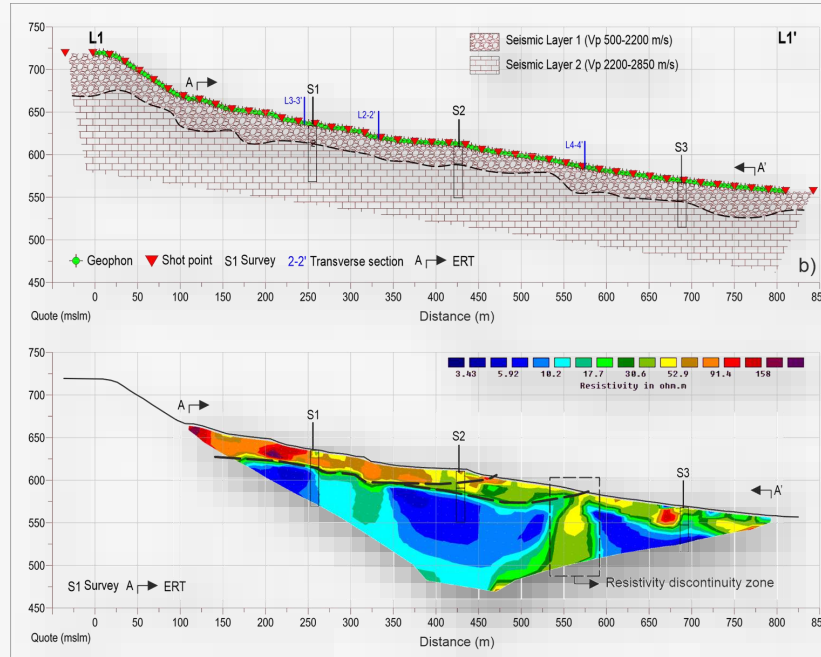 750
L1
L1'
Seismic Layer 1 (Vp 500-2200 m/s)
Seismic Layer 2 (Vp 2200-2850 m/s)
700
A
S1
L3-3'
L2-2'
S2
650
L4-4'
S3
600
A'
550
500
Geophon Shot point S1 Survey 2-2' Transverse section A ERT
b)
450
0 50 100 150 200 250 300 350 400 450 500 550 600 650 700 750 800 850
Quote (mslm)
Distance (m)
750
3.43 5.92 10.2 17.7 30.6 52.9 91.4 158
Resistivity in ohm.m
700
A
S1
S2
650
S3
600
A'
550
500
S1 Survey A ERT
Resistivity discontinuity zone
450
0 50 100 150 200 250 300 350 400 450 500 550 600 650 700 750 800
Quote (mslm)
Distance (m)